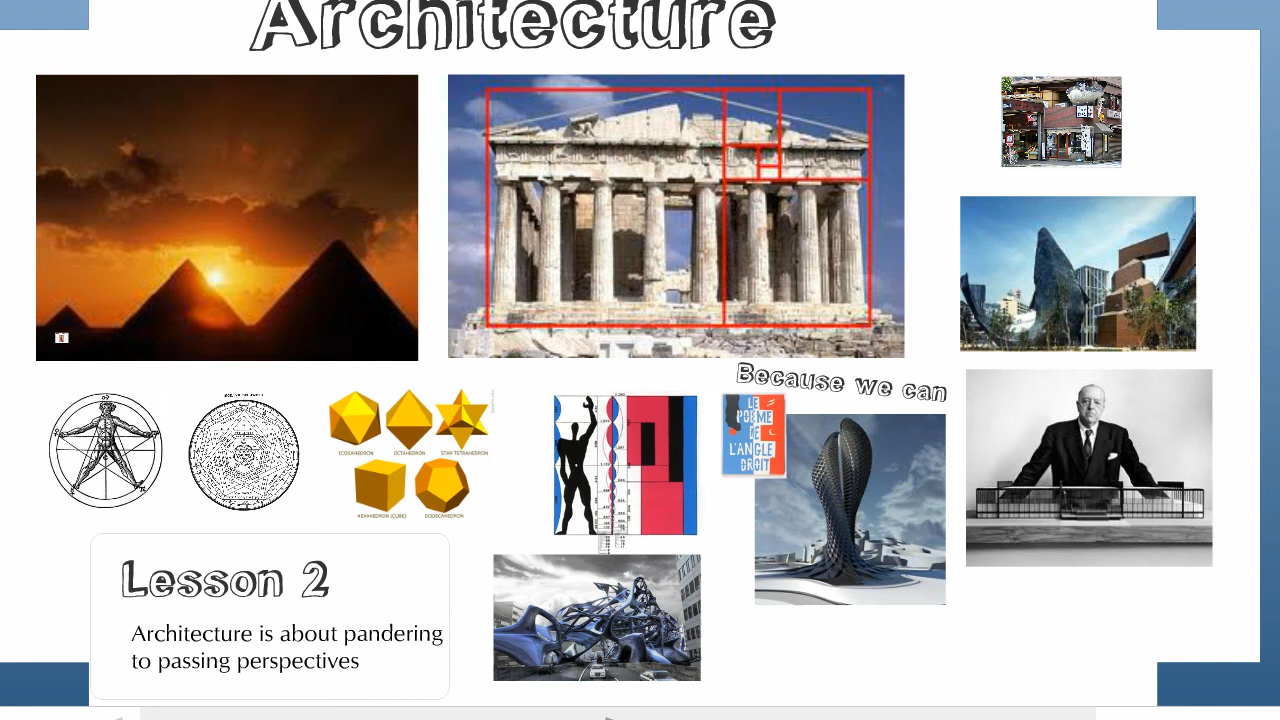 Architecture
Because we can
LE
POÈME
DE
L'ANGLE
DROIT
ICOSAHEDRON
OCTAHEDRON
STAR TETRAHEDRON
HEXAHEDRON (CUBE)
DODECAHEDRON
Lesson 2
Architecture is about pandering
to passing perspectives